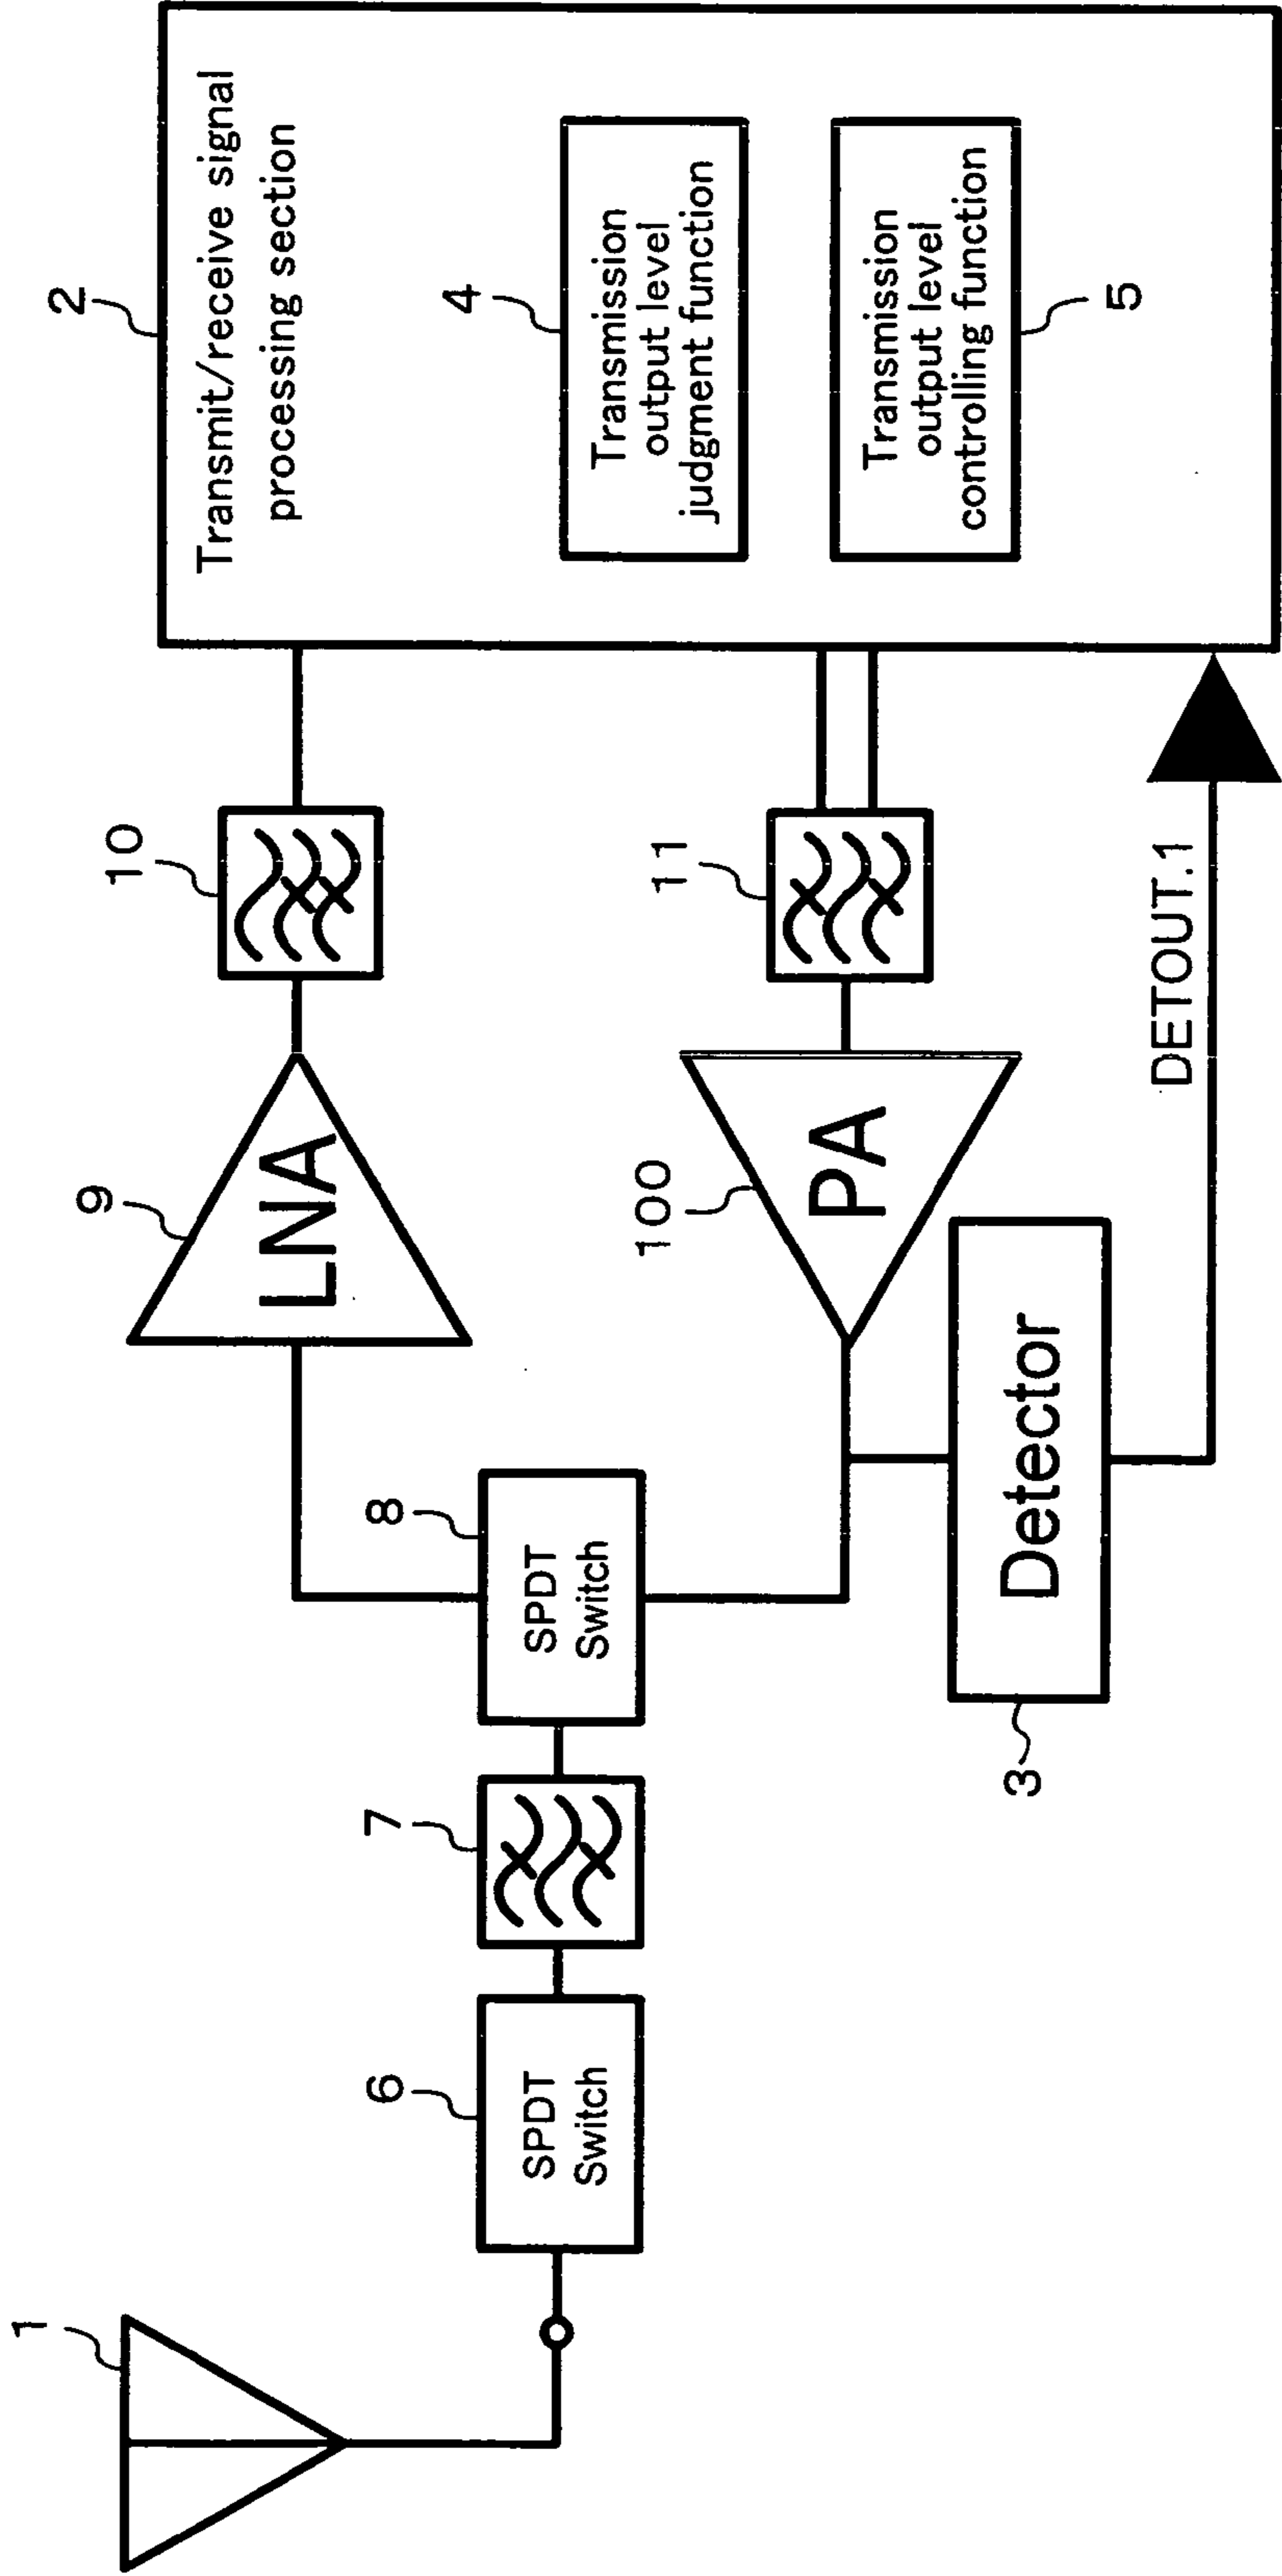 1
6
SPDT
Switch
7
8
SPDT
Switch
9
LNA
10
2
Transmit/receive signal
processing section
4
Transmission
output level
judgment function
Transmission
output level
controlling function
5
11
100
PA
3
Detector
DETOUT.1